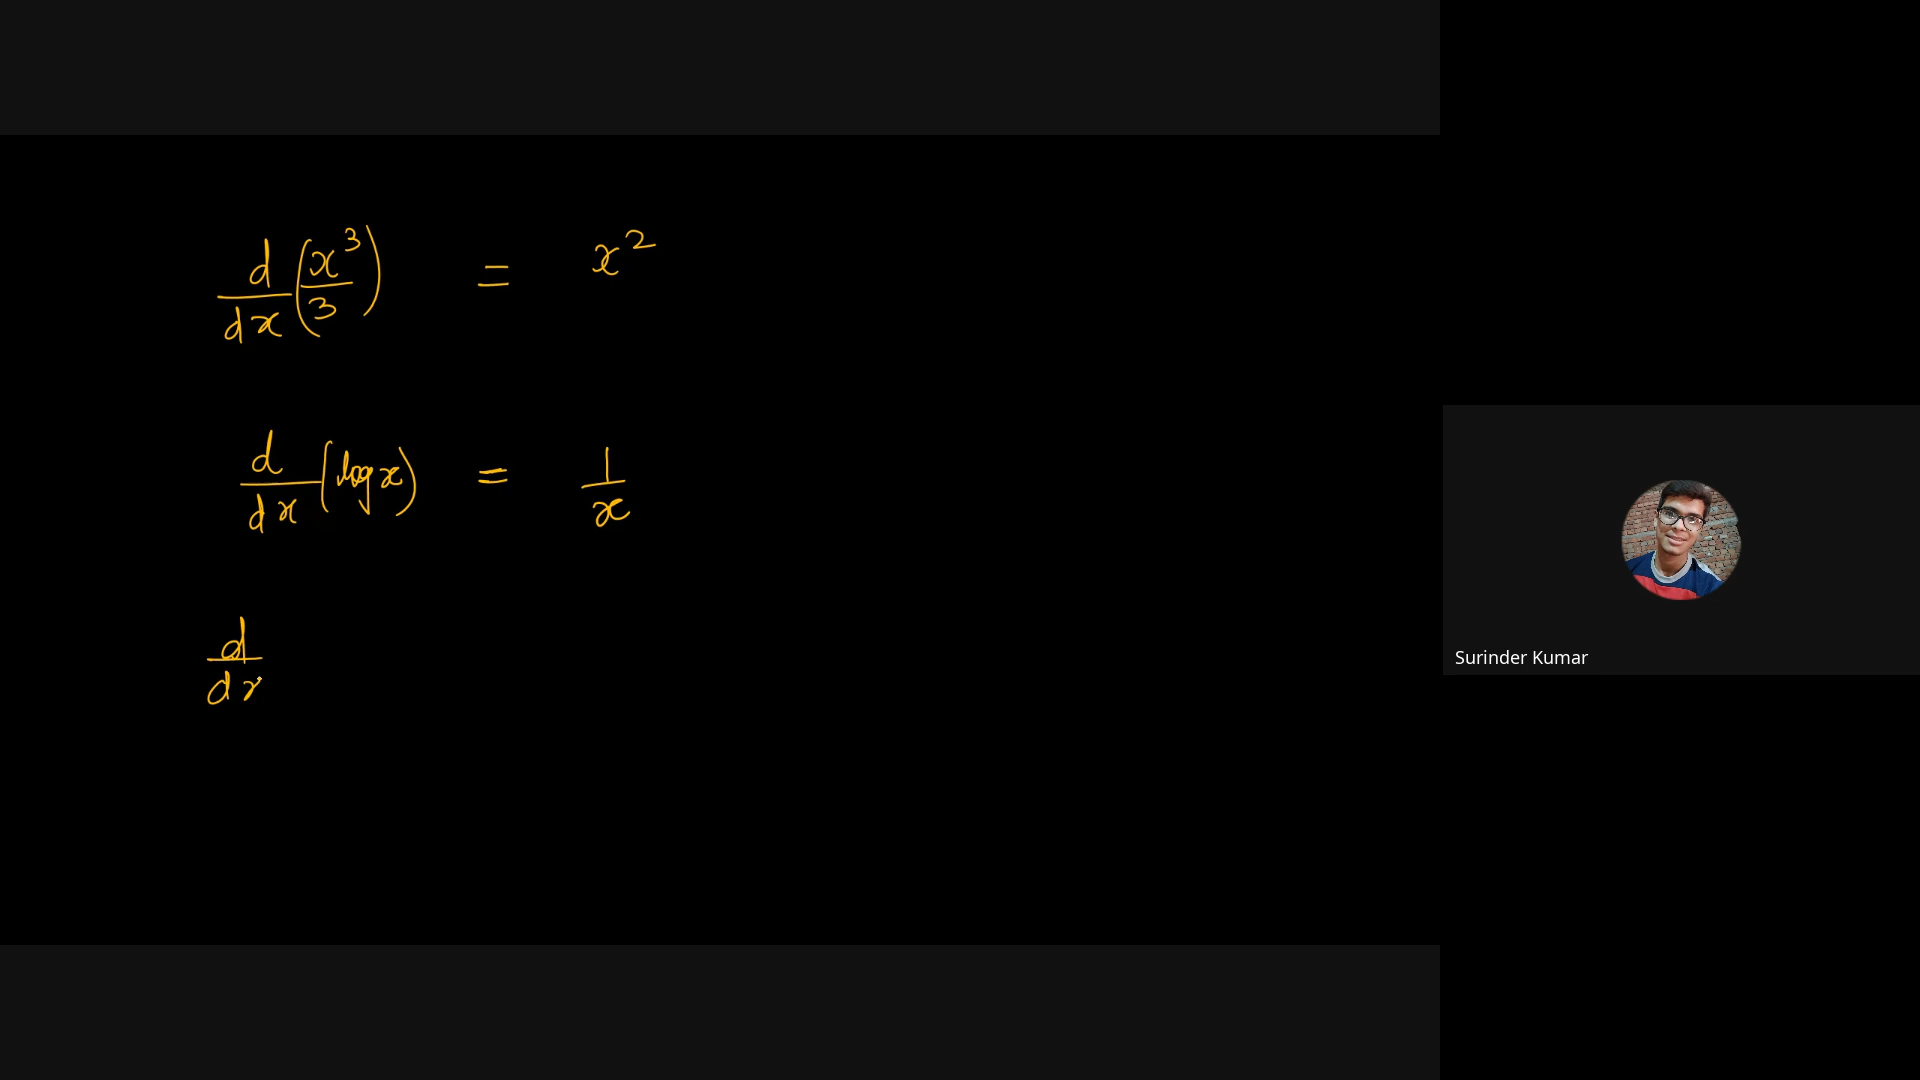 d/dx (x³/3) = x²
d/dx (log x) = 1/x
d/dx
Surinder Kumar